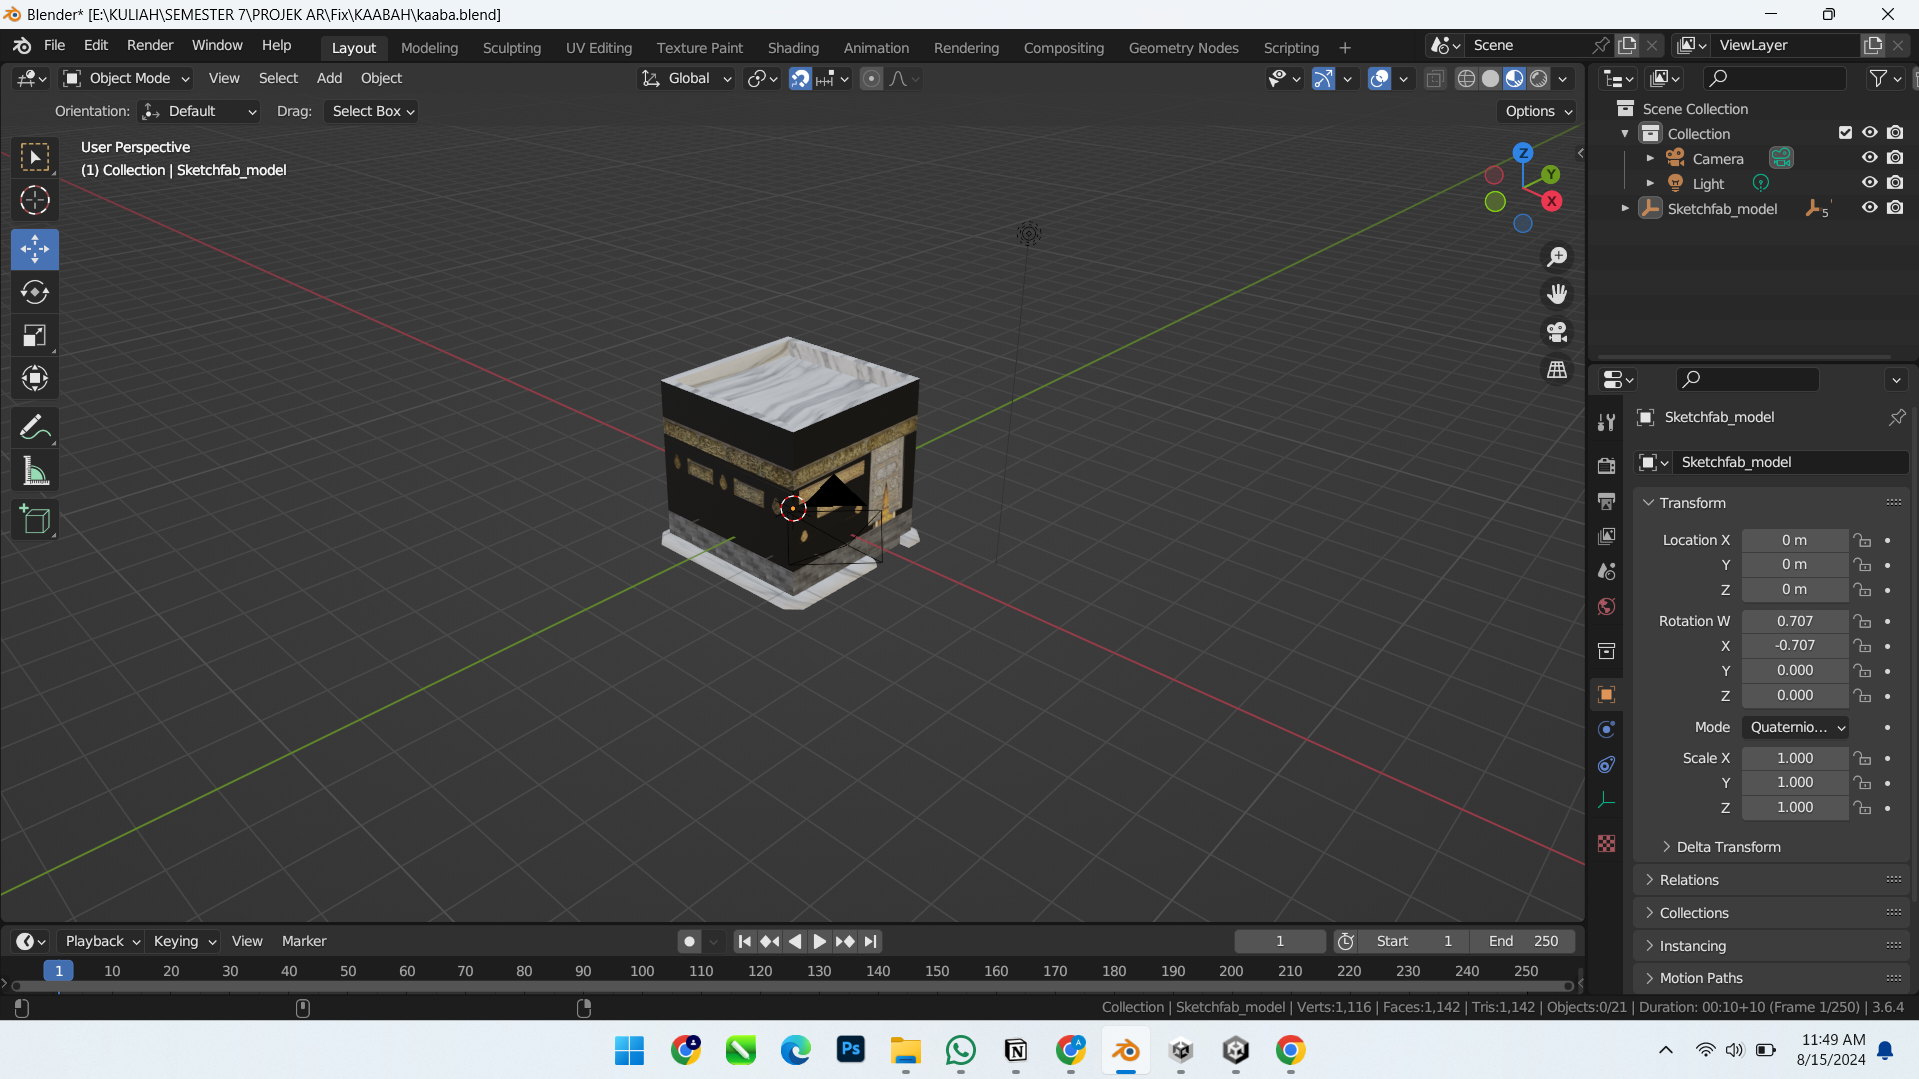 Blender* [E:\KULIAH\SEMESTER 7\PROJEK AR\Fix\KAABAH\kaaba.blend]
File Edit Render Window Help Layout Modeling Sculpting UV Editing Texture Paint Shading Animation Rendering Compositing Geometry Nodes Scripting + Scene ViewLayer
Object Mode View Select Add Object Global
Orientation: Default Drag: Select Box Options
User Perspective
(1) Collection | Sketchfab_model
Z
Y
X
Scene Collection
Collection
Camera
Light
Sketchfab_model 5
Sketchfab_model
Sketchfab_model
Transform
Location X 0 m
Y 0 m
Z 0 m
Rotation W 0.707
X -0.707
Y 0.000
Z 0.000
Mode Quaternio...
Scale X 1.000
Y 1.000
Z 1.000
Delta Transform
Relations
Collections
Instancing
Motion Paths
Playback Keying View Marker 1 Start 1 End 250
1 10 20 30 40 50 60 70 80 90 100 110 120 130 140 150 160 170 180 190 200 210 220 230 240 250
Collection | Sketchfab_model | Verts:1,116 | Faces:1,142 | Tris:1,142 | Objects:0/21 | Duration: 00:10+10 (Frame 1/250) | 3.6.4
Ps
N
A
11:49 AM
8/15/2024